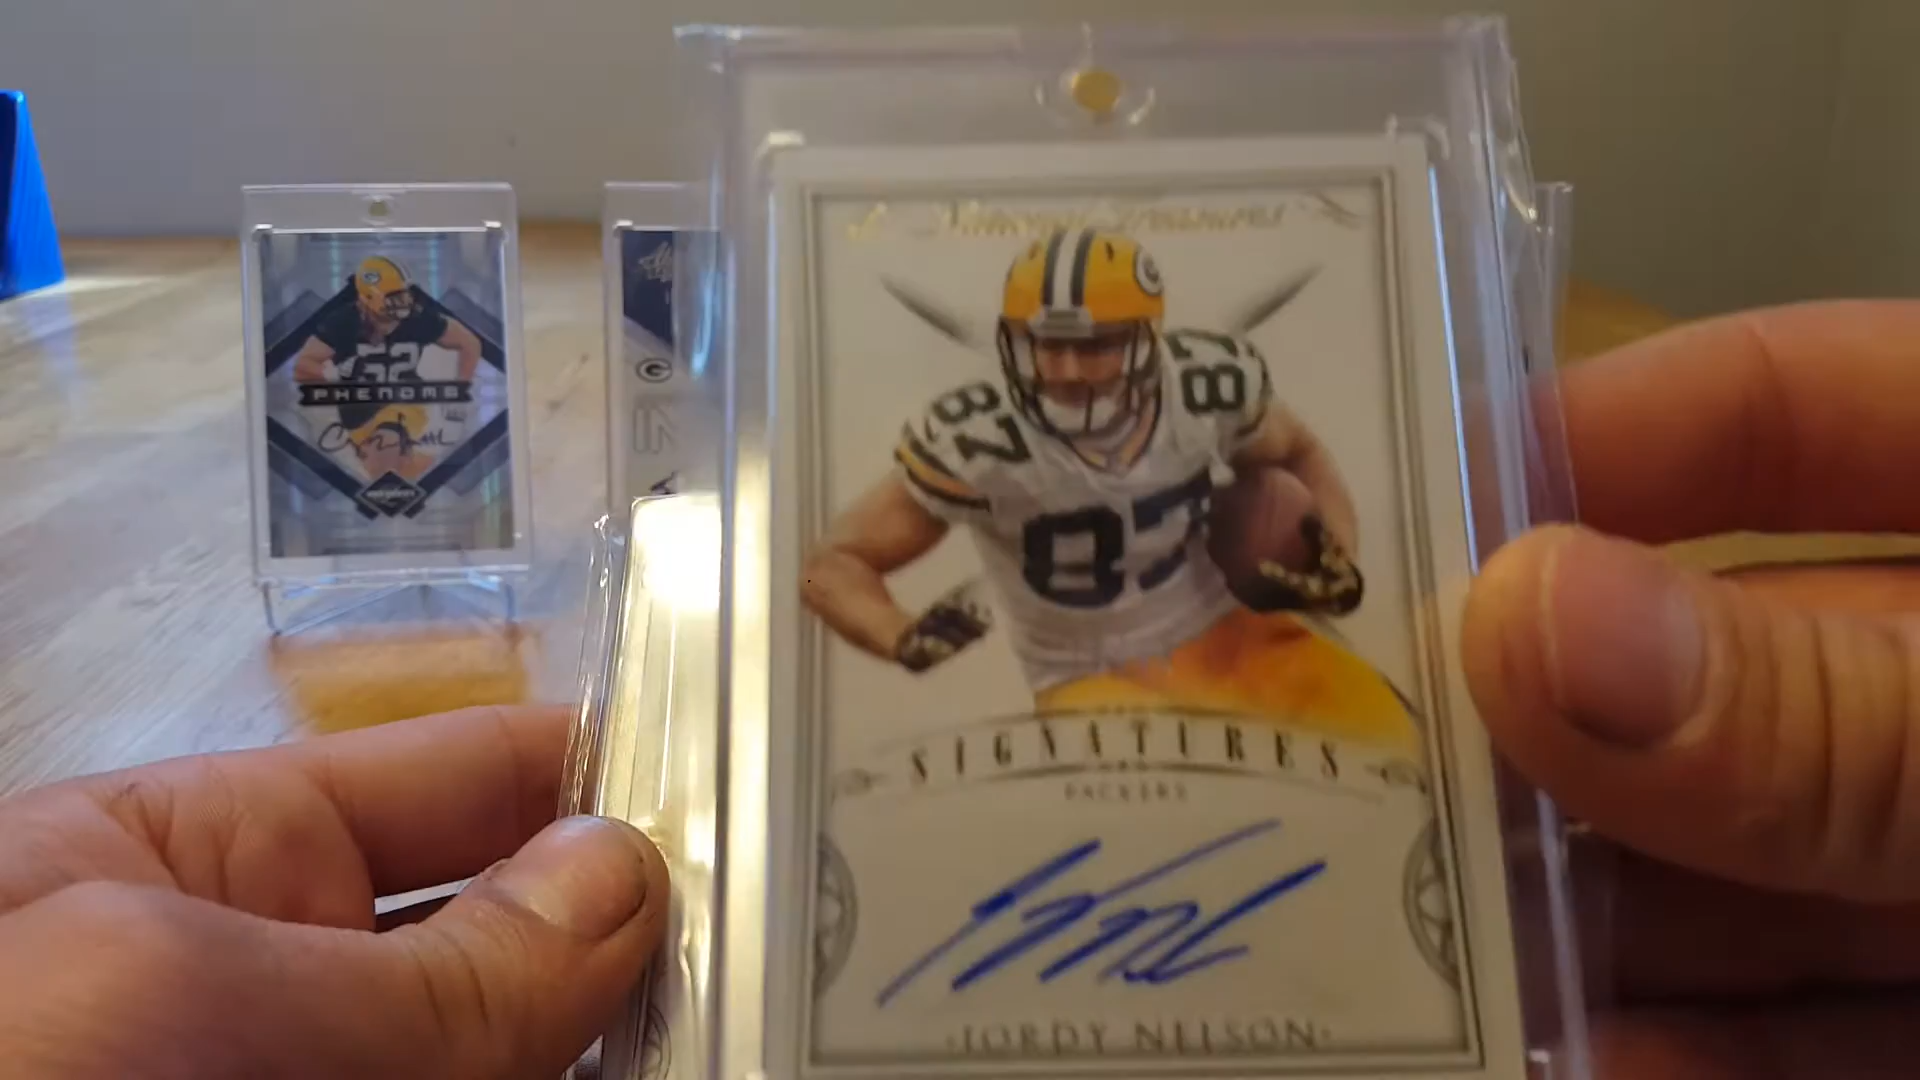 National Treasures
87
87
87
SIGNATURES
PACKERS
JORDY NELSON
52
PHENOMS
G